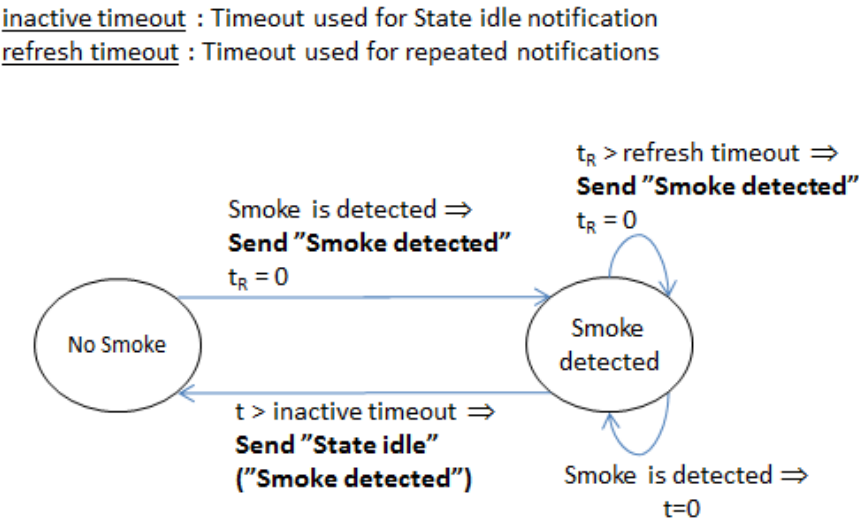 inactive timeout : Timeout used for State idle notification
refresh timeout : Timeout used for repeated notifications
tR > refresh timeout ⇒
Send ”Smoke detected”
tR = 0
Smoke is detected ⇒
Send ”Smoke detected”
tR = 0
No Smoke
Smoke
detected
t > inactive timeout ⇒
Send ”State idle”
(”Smoke detected”)
Smoke is detected ⇒
t=0